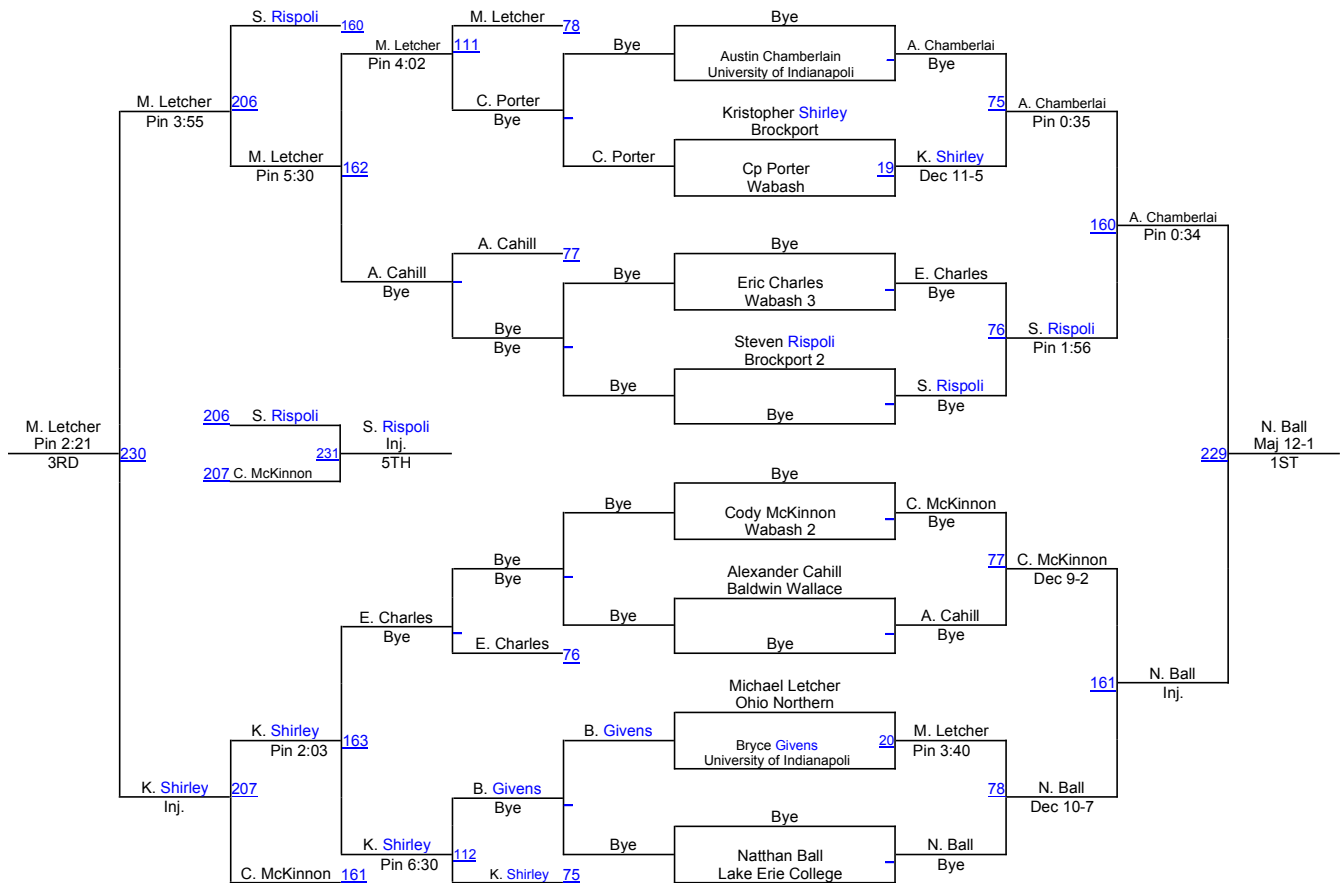 S. Rispoli 160 M. Letcher 78 Bye
M. Letcher 111 Bye A. Chamberlai
Pin 4:02 Austin Chamberlain Bye
University of Indianapoli
M. Letcher 206 C. Porter 75 A. Chamberlai
Pin 3:55 Bye Kristopher Shirley Pin 0:35
Brockport
M. Letcher 162 C. Porter K. Shirley
Pin 5:30 Cp Porter 19 Dec 11-5
Wabash
160 A. Chamberlai
Pin 0:34
A. Cahill 77 Bye
A. Cahill Bye E. Charles
Bye Eric Charles Bye
Wabash 3
Bye 76 S. Rispoli
Bye Steven Rispoli Pin 1:56
Brockport 2
Bye S. Rispoli
Bye Bye
206 S. Rispoli
M. Letcher S. Rispoli N. Ball
Pin 2:21 Inj. Maj 12-1
3RD 230 231 5TH 229 1ST
207 C. McKinnon
Bye
Bye C. McKinnon
Cody McKinnon Bye
Wabash 2
Bye 77 C. McKinnon
Bye Alexander Cahill Dec 9-2
Baldwin Wallace
E. Charles Bye A. Cahill
Bye Bye Bye
E. Charles 76
161 N. Ball
Michael Letcher Inj.
Ohio Northern
K. Shirley 163 B. Givens 20 M. Letcher
Pin 2:03 Bryce Givens Pin 3:40
University of Indianapoli
K. Shirley 207 B. Givens 78 N. Ball
Inj. Bye Dec 10-7
Bye
K. Shirley 112 Bye N. Ball
Pin 6:30 Natthan Ball Bye
C. McKinnon 161 K. Shirley 75 Lake Erie College